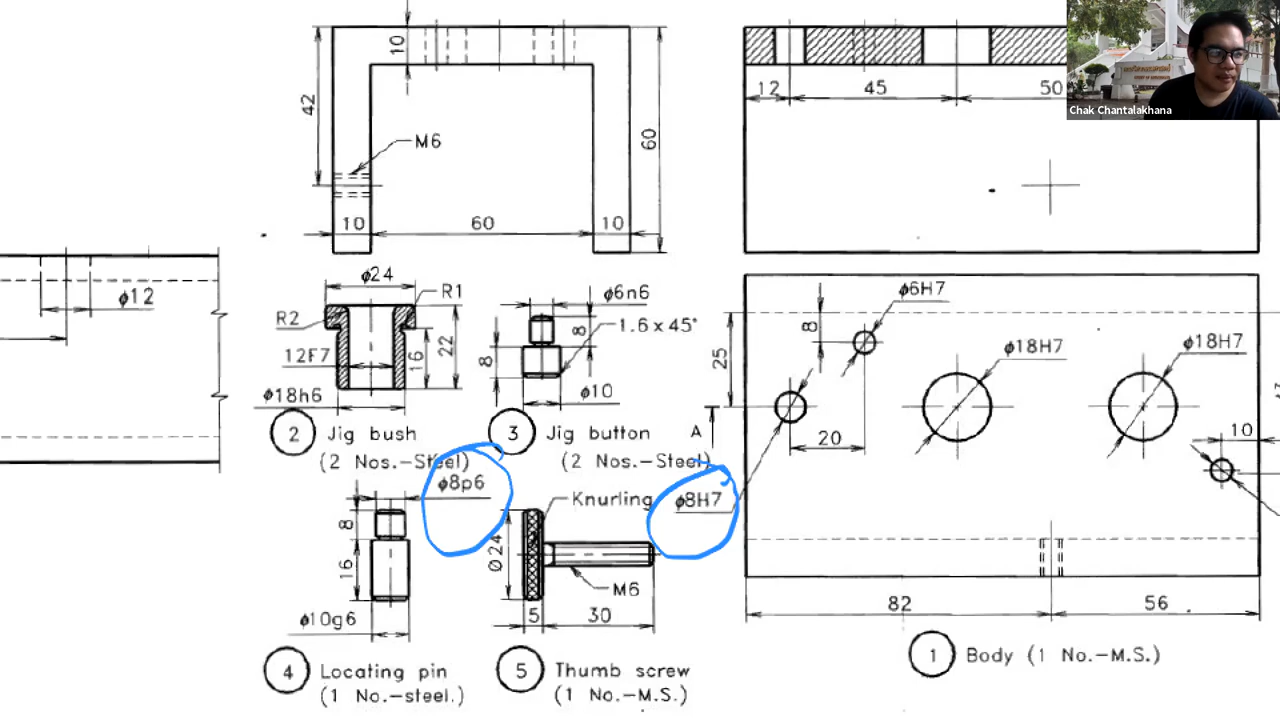 10
42
M6
60
10
60
10
12
45
50
Chak Chantalakhana
ϕ12
ϕ24
R1
R2
12F7
16
22
ϕ18h6
2 Jig bush
(2 Nos.-Steel)
ϕ6n6
8
1.6x45°
8
ϕ10
3 Jig button
(2 Nos.-Steel)
ϕ8p6
8
16
ϕ10g6
4 Locating pin
(1 No.-steel.)
Knurling
Ø24
M6
5
30
5 Thumb screw
(1 No.-M.S.)
ϕ6H7
8
25
ϕ18H7
ϕ18H7
A
20
10
ϕ8H7
82
56
1 Body (1 No.-M.S.)